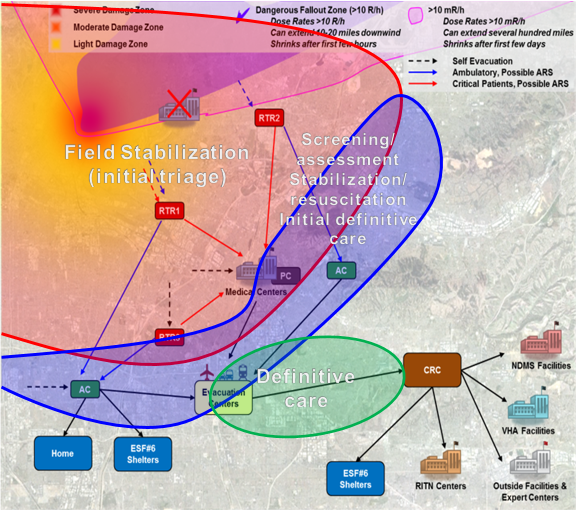 Severe Damage Zone
Moderate Damage Zone
Light Damage Zone
Dangerous Fallout Zone (>10 R/h)
Dose Rates >10 R/h
Can extend 10-20 miles downwind
Shrinks after first few hours
>10 mR/h
Dose Rates >10 mR/h
Can extend several hundred miles
Shrinks after first few days
Self Evacuation
Ambulatory, Possible ARS
Critical Patients, Possible ARS
RTR2
Field Stabilization
(initial triage)
Screening/
assessment
Stabilization/
resuscitation
Initial definitive
care
RTR1
PC
Medical Centers
AC
RTR3
AC
Evacuation
Centers
Definitive
care
CRC
NDMS Facilities
VHA Facilities
Home
ESF#6
Shelters
ESF#6
Shelters
RITN Centers
Outside Facilities &
Expert Centers